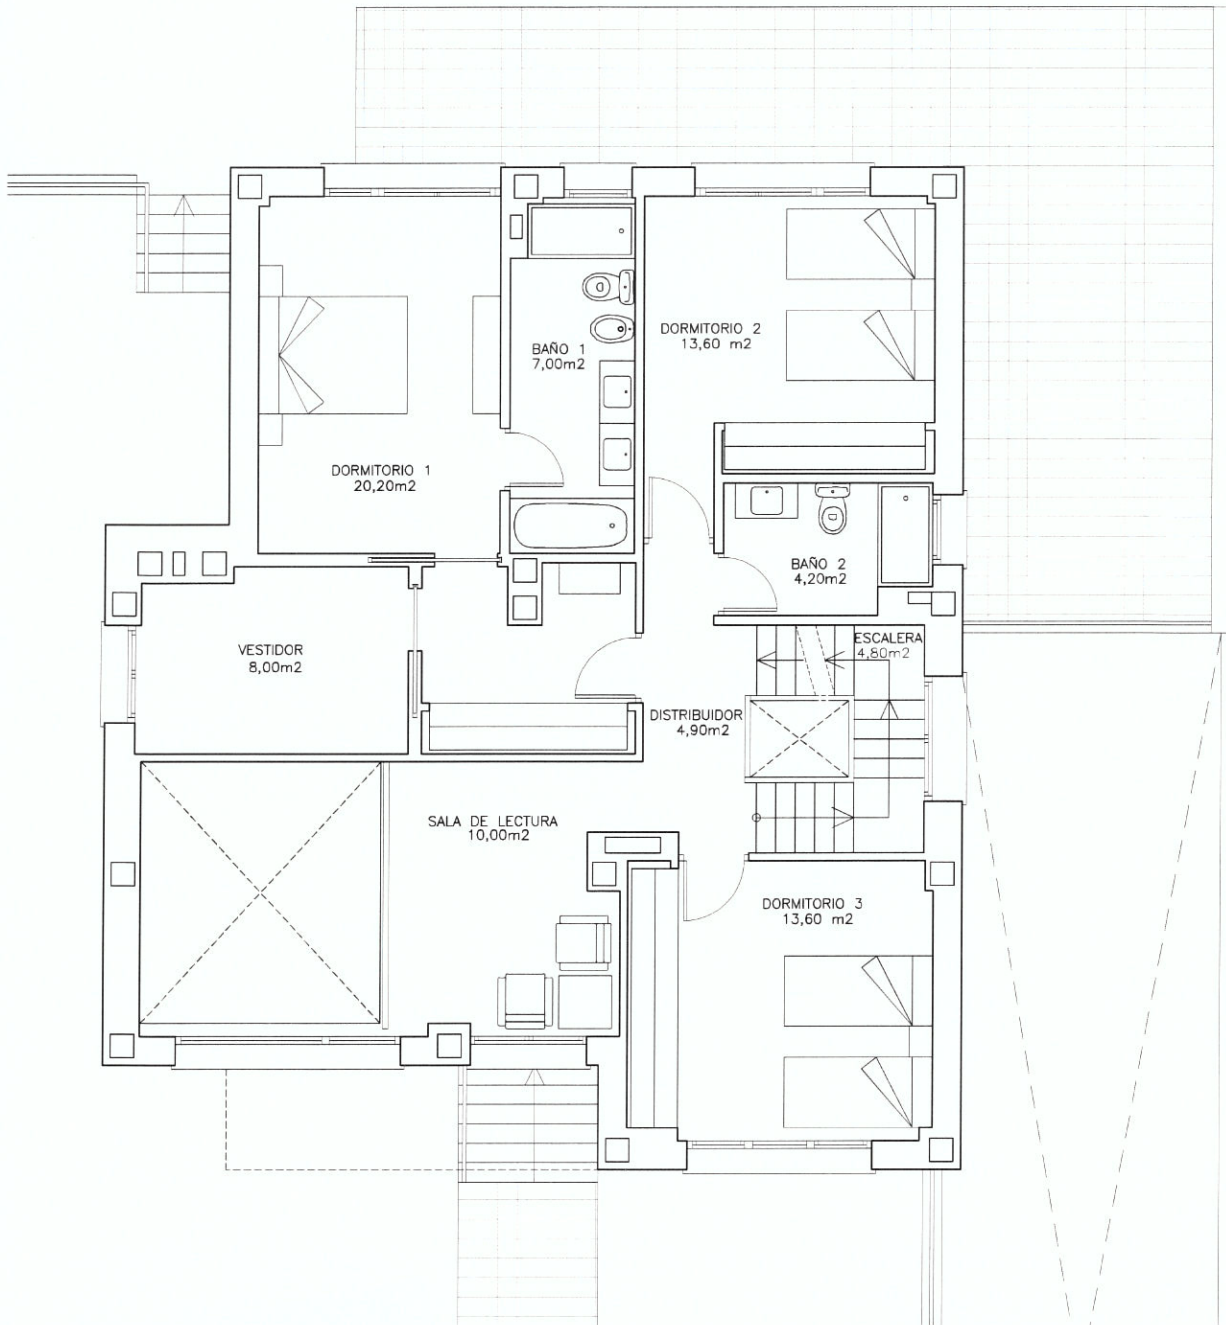 DORMITORIO 2
13,60 m2
BAÑO 1
7,00m2
DORMITORIO 1
20,20m2
BAÑO 2
4,20m2
ESCALERA
4,80m2
VESTIDOR
8,00m2
DISTRIBUIDOR
4,90m2
SALA DE LECTURA
10,00m2
DORMITORIO 3
13,60 m2